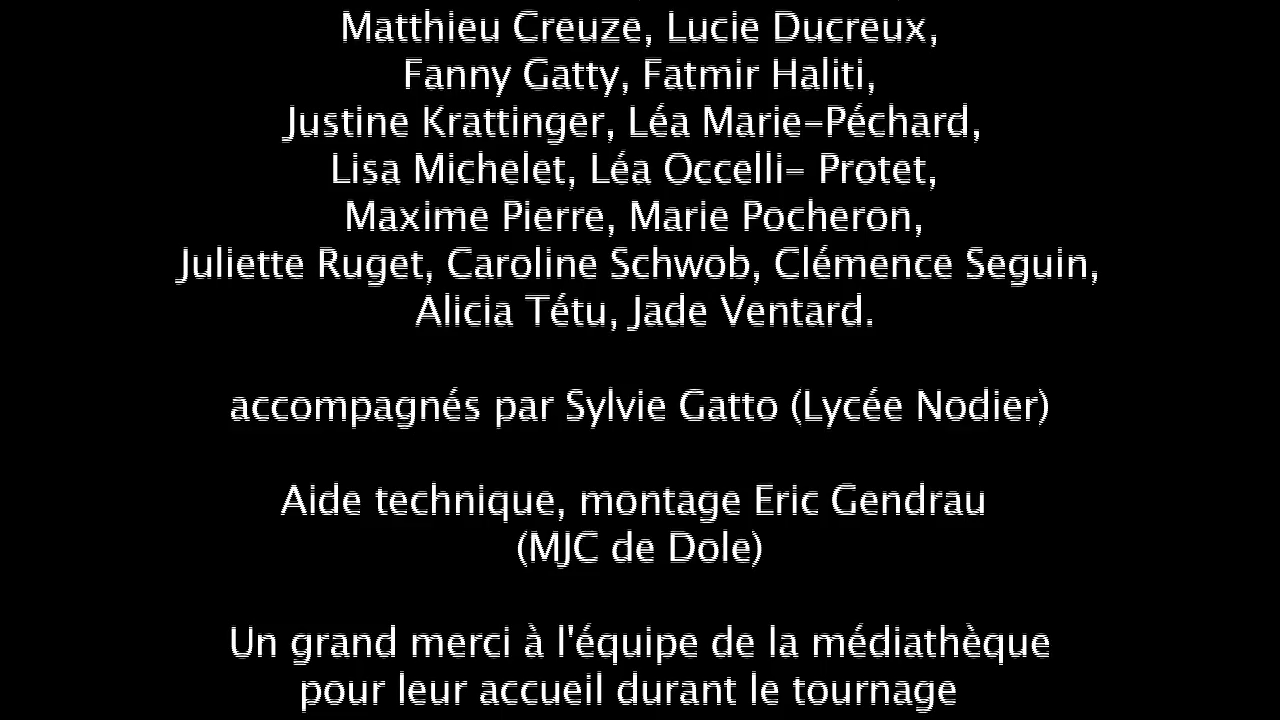 Matthieu Creuze, Lucie Ducreux,
Fanny Gatty, Fatmir Haliti,
Justine Krattinger, Léa Marie-Péchard,
Lisa Michelet, Léa Occelli- Protet,
Maxime Pierre, Marie Pocheron,
Juliette Ruget, Caroline Schwob, Clémence Seguin,
Alicia Tétu, Jade Ventard.
accompagnés par Sylvie Gatto (Lycée Nodier)
Aide technique, montage Eric Gendrau
(MJC de Dole)
Un grand merci à l'équipe de la médiathèque
pour leur accueil durant le tournage